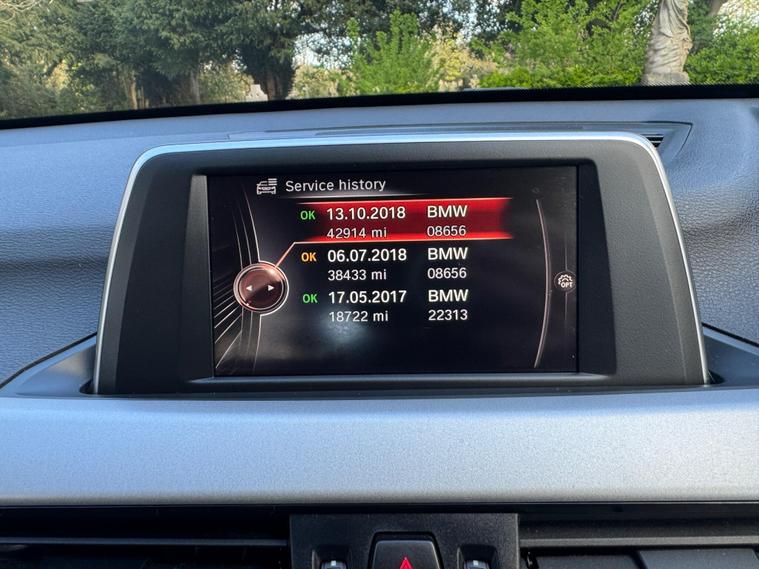 Service history
OK 13.10.2018 BMW
42914 mi 08656
OK 06.07.2018 BMW
38433 mi 08656
OK 17.05.2017 BMW
18722 mi 22313
OPT